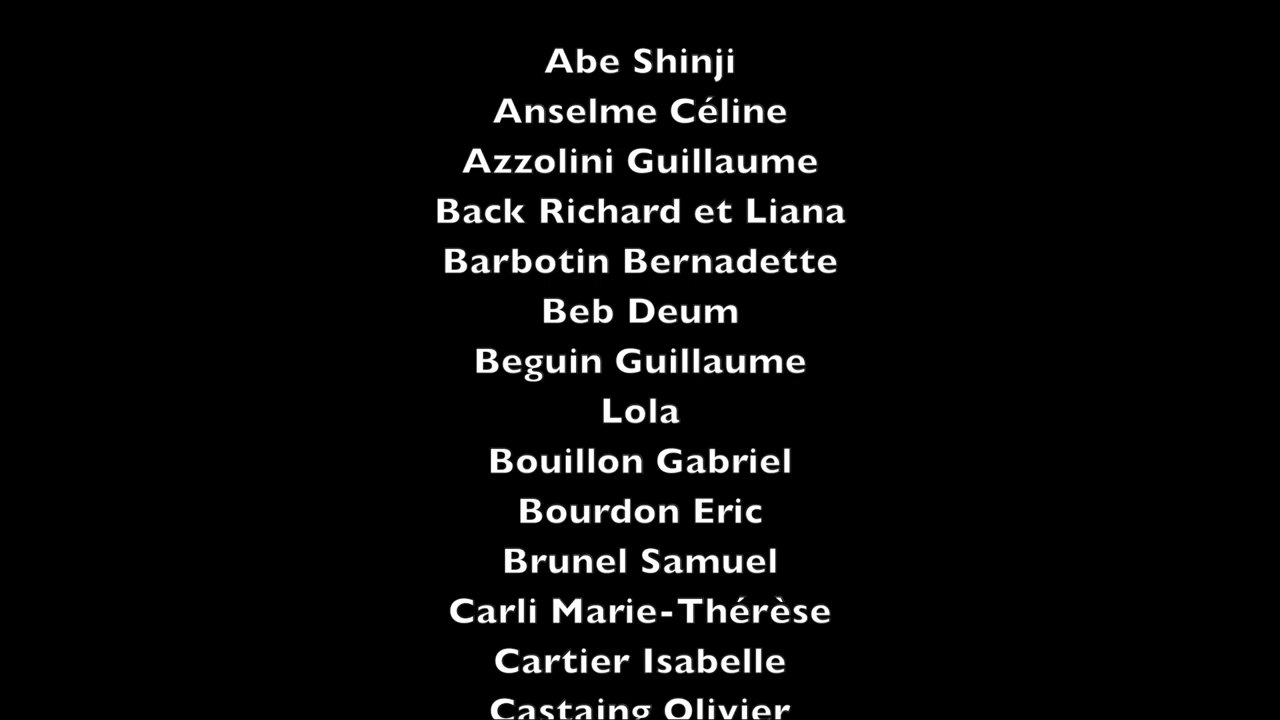 Abe Shinji
Anselme Céline
Azzolini Guillaume
Back Richard et Liana
Barbotin Bernadette
Beb Deum
Beguin Guillaume
Lola
Bouillon Gabriel
Bourdon Eric
Brunel Samuel
Carli Marie-Thérèse
Cartier Isabelle
Castaing Olivier